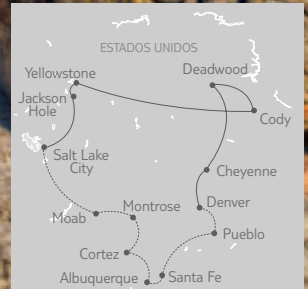 ESTADOS UNIDOS
Yellowstone
Deadwood
Jackson
Hole
Cody
Salt Lake
City
Cheyenne
Moab
Montrose
Denver
Pueblo
Cortez
Albuquerque
Santa Fe